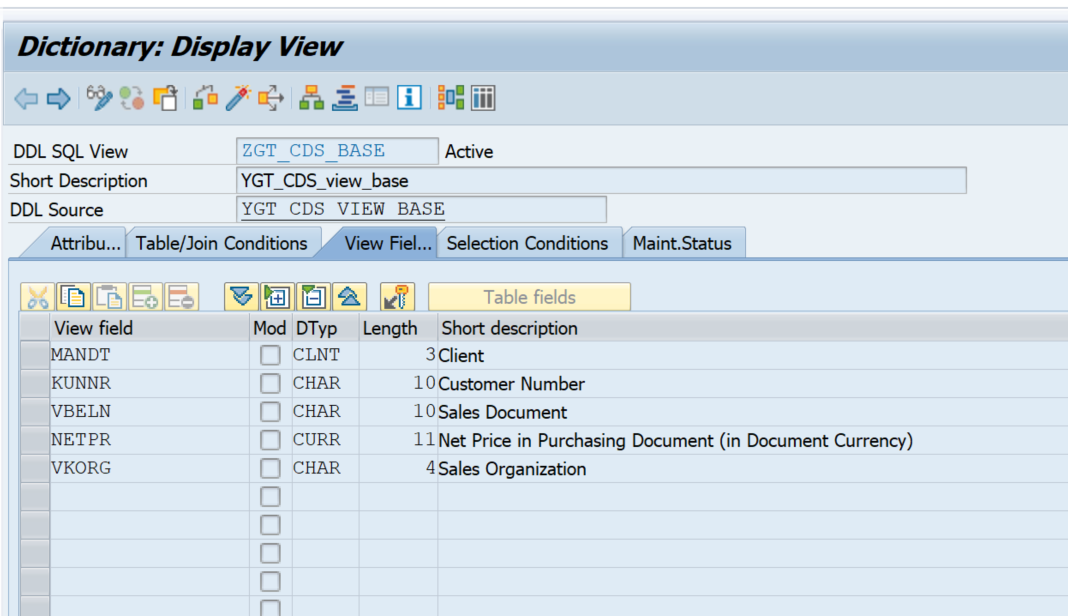 Dictionary: Display View
DDL SQL View ZGT_CDS_BASE Active
Short Description YGT_CDS_view_base
DDL Source YGT_CDS_VIEW_BASE
Attribu... Table/Join Conditions View Fiel... Selection Conditions Maint.Status
Table fields
View field Mod DTyp Length Short description
MANDT CLNT 3 Client
KUNNR CHAR 10 Customer Number
VBELN CHAR 10 Sales Document
NETPR CURR 11 Net Price in Purchasing Document (in Document Currency)
VKORG CHAR 4 Sales Organization